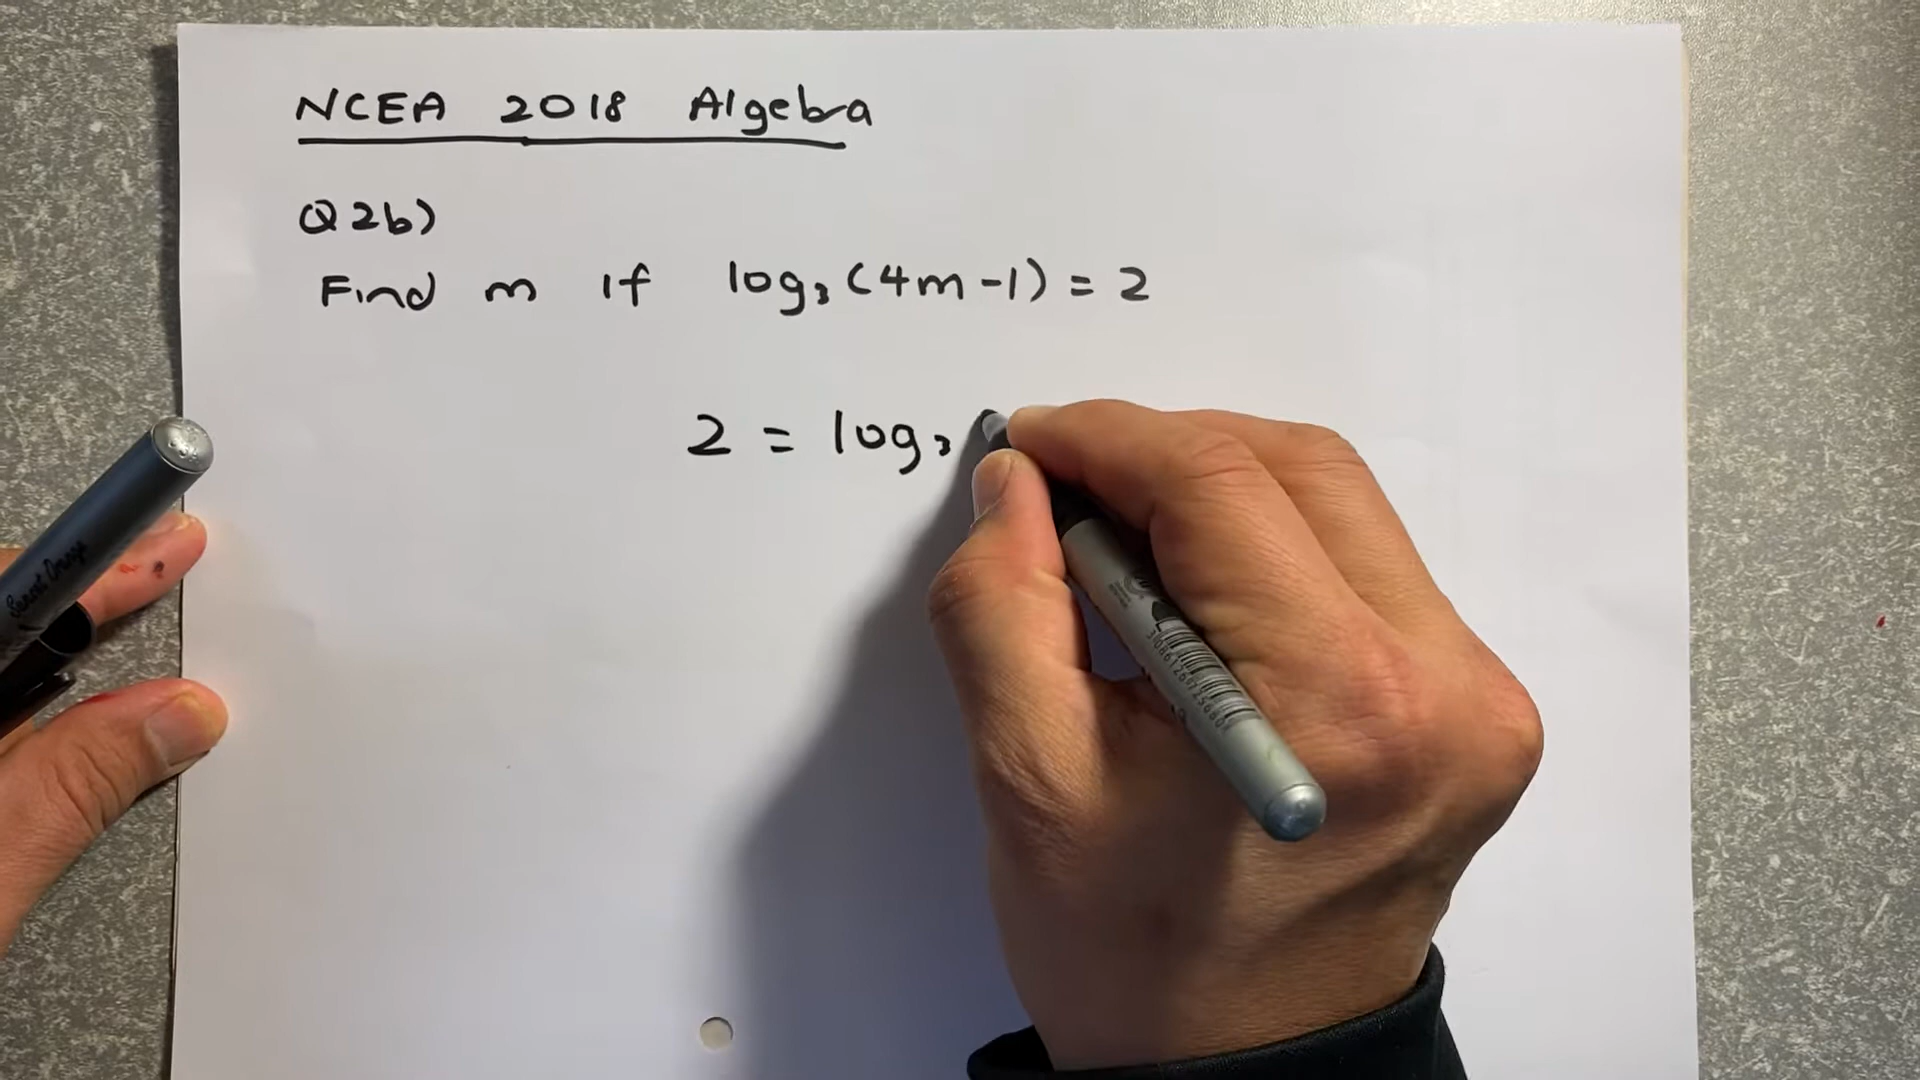 NCEA 2018 Algebra
Q2b)
Find m if log₃(4m-1) = 2
2 = log₃